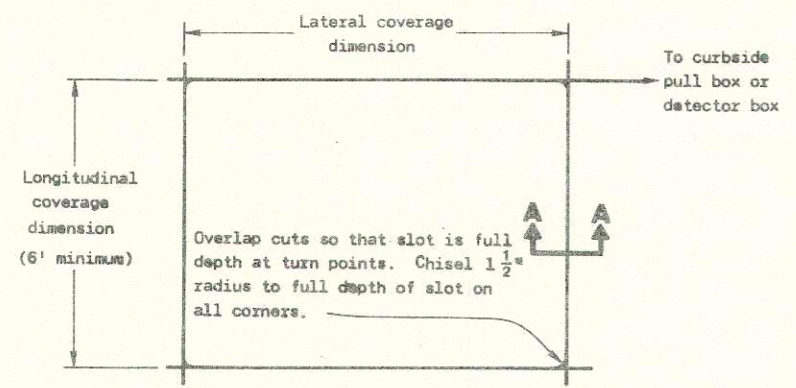 Lateral coverage
dimension
To curbside
pull box or
detector box
Longitudinal
coverage
dimension
(6' minimum)
A A
Overlap cuts so that slot is full
depth at turn points. Chisel 1 1/2"
radius to full depth of slot on
all corners.